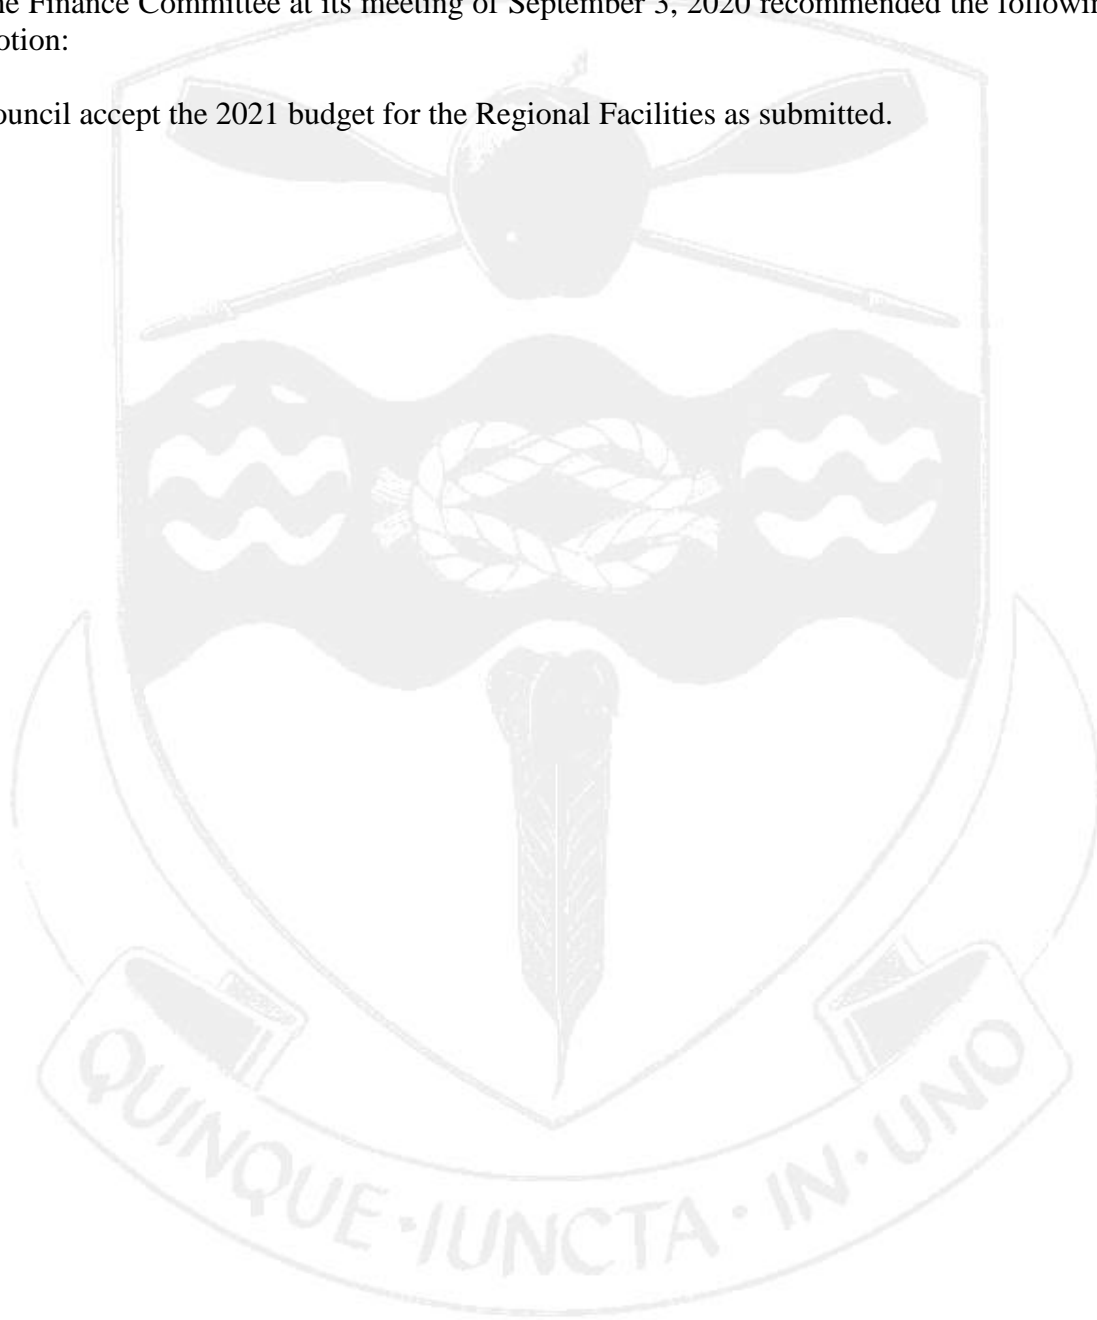 he Finance Committee at its meeting of September 3, 2020 recommended the followin
otion:
ouncil accept the 2021 budget for the Regional Facilities as submitted.
QUINQUE · IUNCTA · IN · UNO